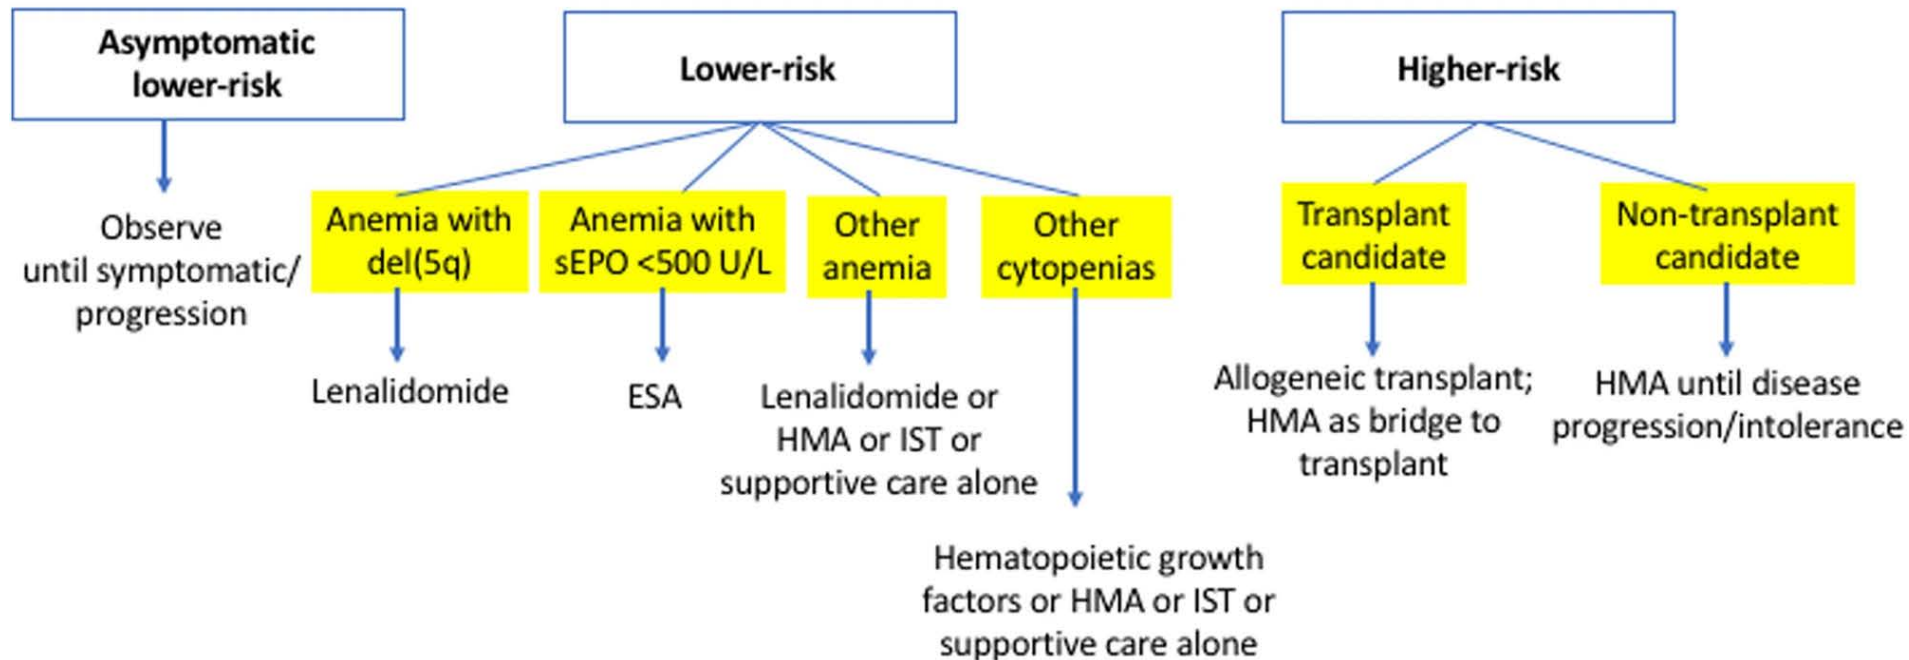 Asymptomatic
lower-risk
Observe
until symptomatic/
progression
Lower-risk
Anemia with
del(5q)
Lenalidomide
Anemia with
sEPO <500 U/L
ESA
Other
anemia
Lenalidomide or
HMA or IST or
supportive care alone
Other
cytopenias
Hematopoietic growth
factors or HMA or IST or
supportive care alone
Higher-risk
Transplant
candidate
Allogeneic transplant;
HMA as bridge to
transplant
Non-transplant
candidate
HMA until disease
progression/intolerance